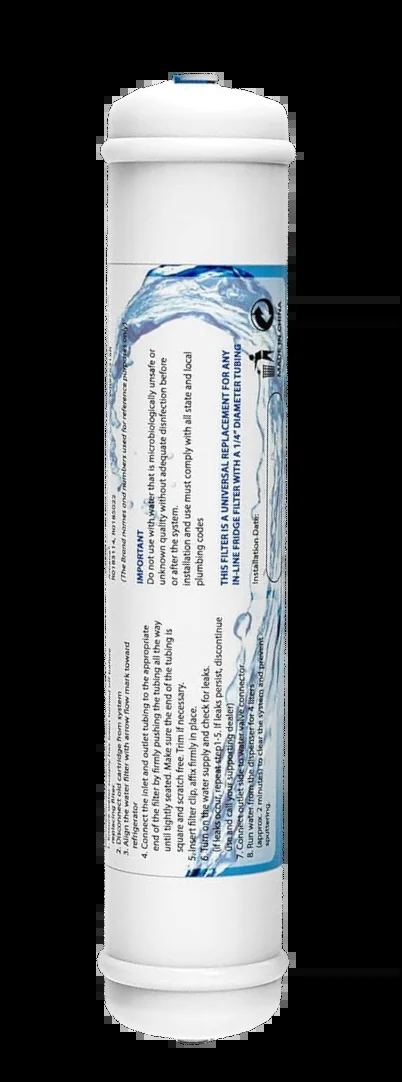 replacing filter
2. Disconnect old cartridge from system
3. Align the water filter with arrow flow mark toward
refrigerator
4. Connect the inlet and outlet tubing to the appropriate
end of the filter by firmly pushing the tubing all the way
until tightly seated. Make sure the end of the tubing is
square and scratch free. Trim if necessary.
5. Insert filter clip, affix firmly in place.
6. Turn on the water supply and check for leaks.
(if leaks occur, repeat step1-5. If leaks persist, discontinue
use and call your supporting dealer)
7. Connect outlet side to water valve connector
8. Run water from the dispenser for 4 liters
(approx. 2 minutes) to clear the system and prevent
sputtering.
(The Brand names and numbers used for reference purposes only)
IMPORTANT
Do not use with water that is microbiologically unsafe or
unknown quality without adequate disnfection before
or after the system.
installation and use must comply with all state and local
plumbing codes
THIS FILTER IS A UNIVERSAL REPLACEMENT FOR ANY
IN-LINE FRIDGE FILTER WITH A 1/4" DIAMETER TUBING
Installation Date:
MADE IN CHINA